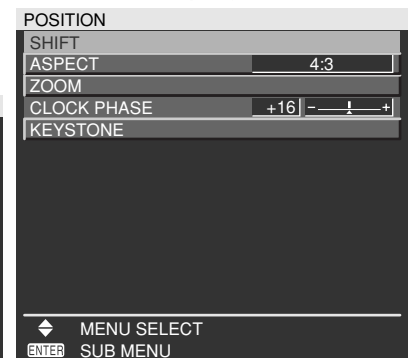 POSITION
SHIFT
ASPECT 4:3
ZOOM
CLOCK PHASE +16 - +
KEYSTONE
MENU SELECT
ENTER SUB MENU